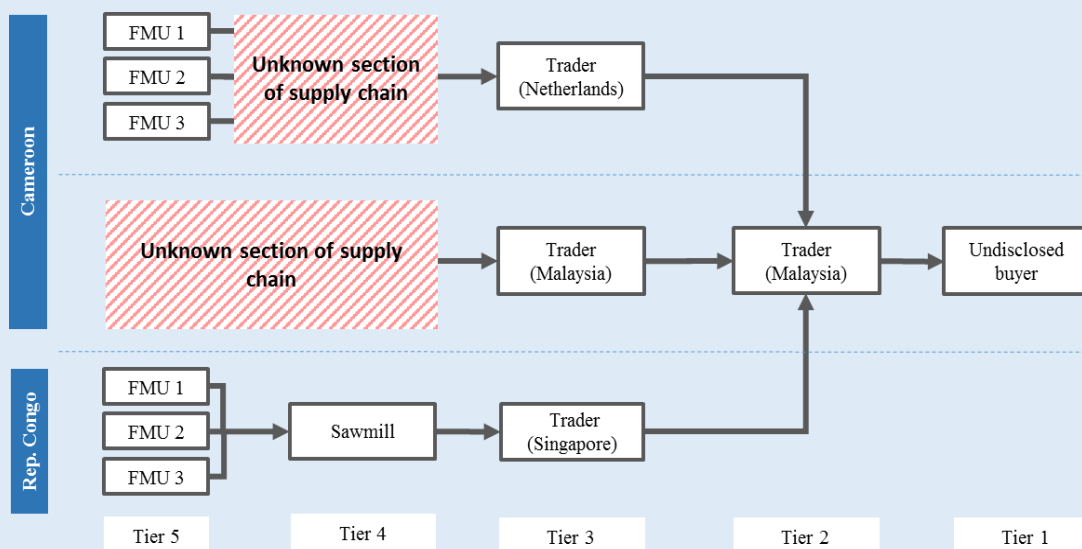 Cameroon
FMU 1
FMU 2
FMU 3
Unknown section
of supply chain
Trader
(Netherlands)
Unknown section of supply
chain
Trader
(Malaysia)
Trader
(Malaysia)
Undisclosed
buyer
Rep. Congo
FMU 1
FMU 2
FMU 3
Sawmill
Trader
(Singapore)
Tier 5
Tier 4
Tier 3
Tier 2
Tier 1